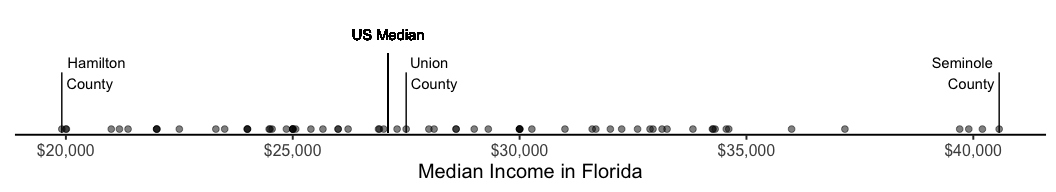 US Median
Hamilton
County
Union
County
Seminole
County
$20,000 $25,000 $30,000 $35,000 $40,000
Median Income in Florida